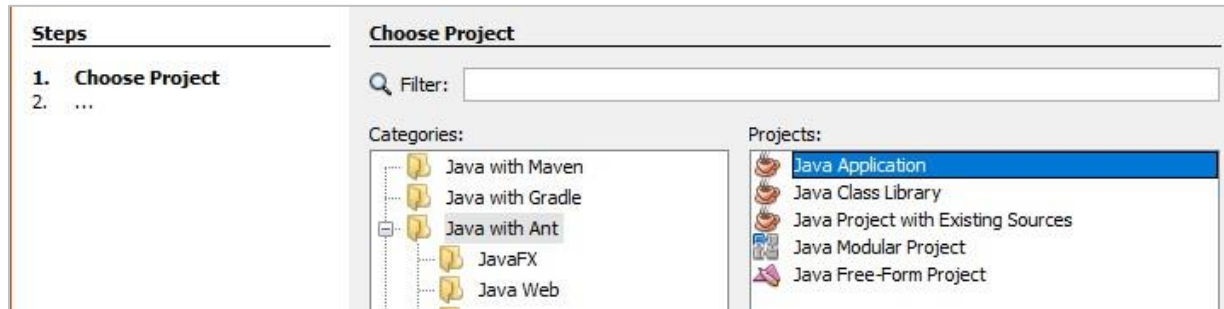 Steps
1. Choose Project
2. ...
Choose Project
Filter:
Categories:
Java with Maven
Java with Gradle
Java with Ant
JavaFX
Java Web
Projects:
Java Application
Java Class Library
Java Project with Existing Sources
Java Modular Project
Java Free-Form Project